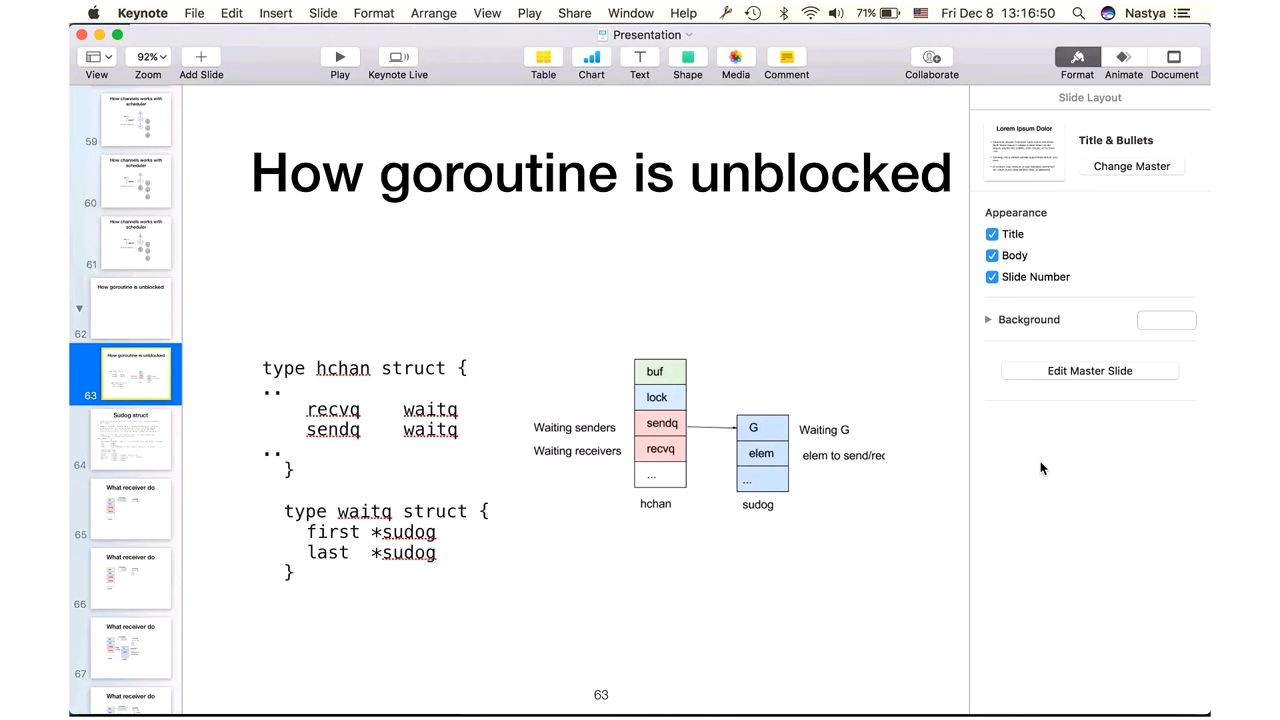 Keynote File Edit Insert Slide Format Arrange View Play Share Window Help 71% Fri Dec 8 13:16:50 Nastya
Presentation
92%
View Zoom Add Slide Play Keynote Live Table Chart Text Shape Media Comment Collaborate Format Animate Document
How channels works with
scheduler
59
How channels works with
scheduler
60
How channels works with
scheduler
61
How goroutine is unblocked
62
How goroutine is unblocked
63
Sudog struct
64
What receiver do
65
What receiver do
66
What receiver do
67
What receiver do
How goroutine is unblocked
type hchan struct {
..
recvq waitq
sendq waitq
..
}
type waitq struct {
first *sudog
last *sudog
}
Waiting senders
Waiting receivers
buf
lock
sendq
recvq
...
hchan
G
elem
...
sudog
Waiting G
elem to send/rec
63
Slide Layout
Lorem Ipsum Dolor
Title & Bullets
Change Master
Appearance
Title
Body
Slide Number
Background
Edit Master Slide